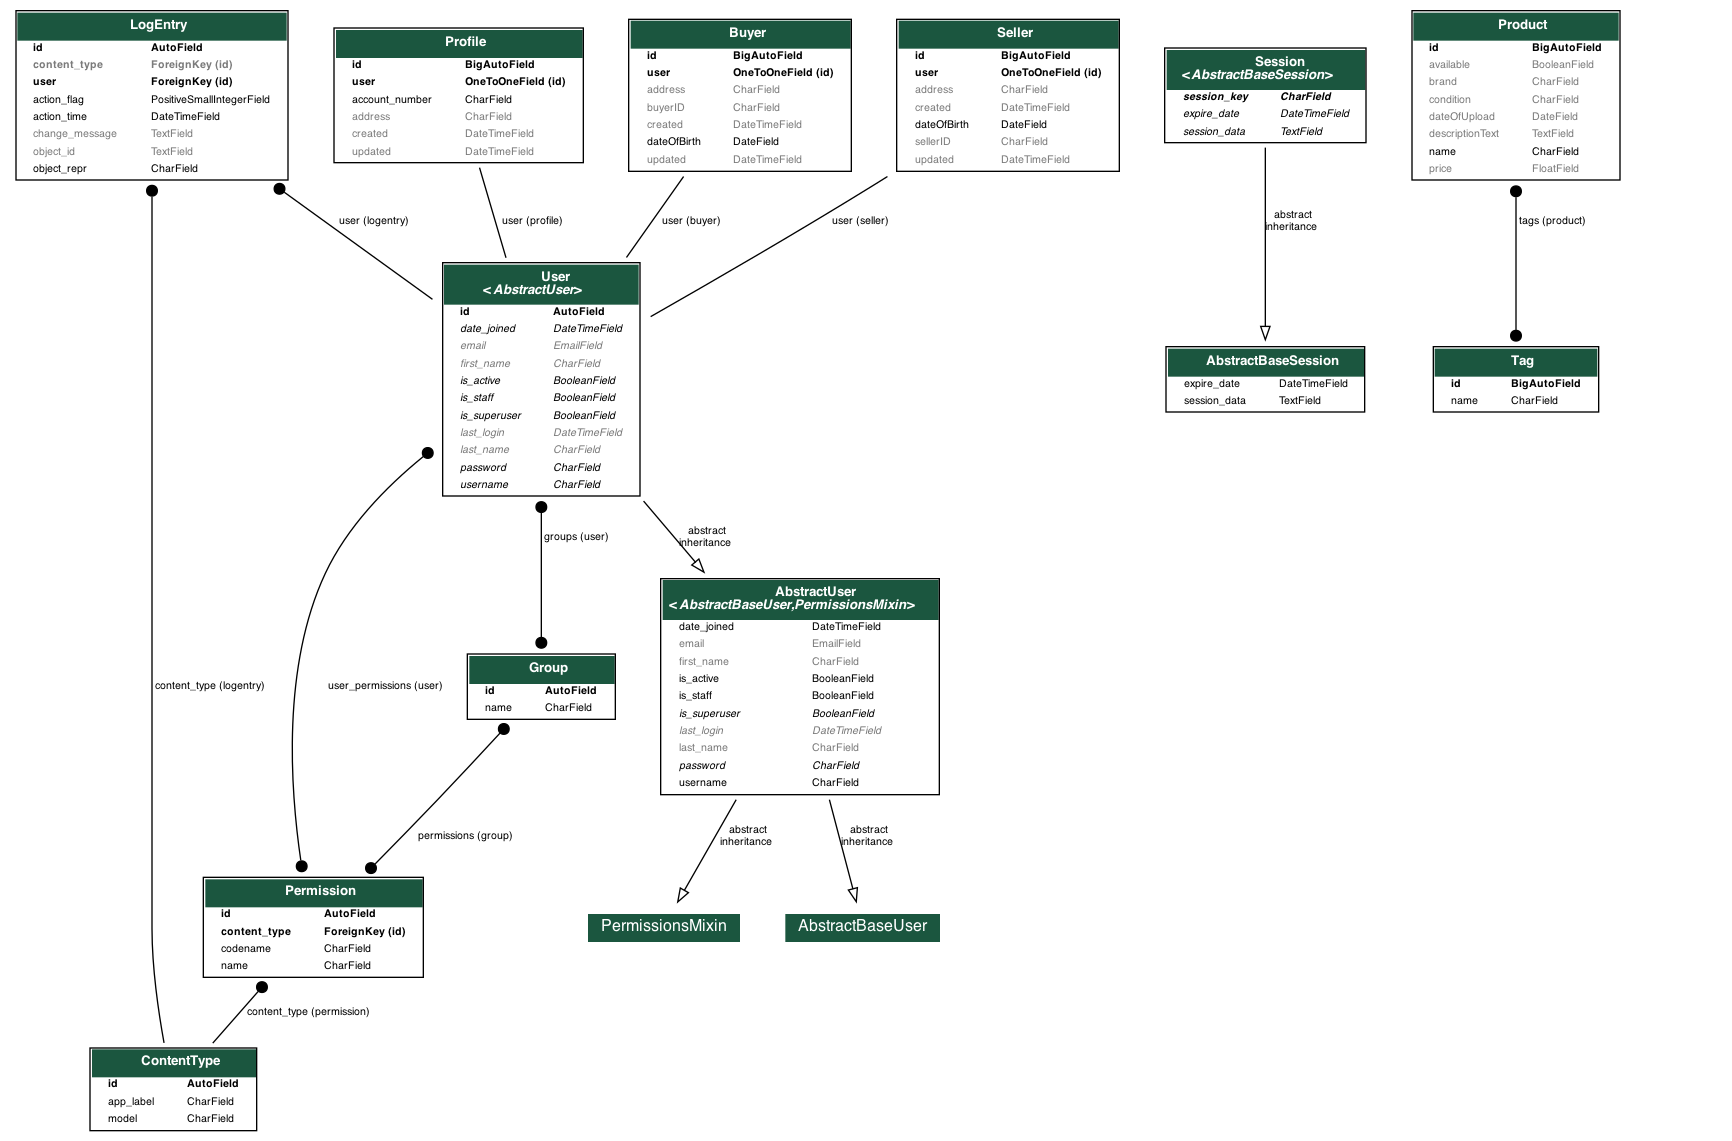 LogEntry
id AutoField
content_type ForeignKey (id)
user ForeignKey (id)
action_flag PositiveSmallIntegerField
action_time DateTimeField
change_message TextField
object_id TextField
object_repr CharField
Profile
id BigAutoField
user OneToOneField (id)
account_number CharField
address CharField
created DateTimeField
updated DateTimeField
Buyer
id BigAutoField
user OneToOneField (id)
address CharField
buyerID CharField
created DateTimeField
dateOfBirth DateField
updated DateTimeField
Seller
id BigAutoField
user OneToOneField (id)
address CharField
created DateTimeField
dateOfBirth DateField
sellerID CharField
updated DateTimeField
Session
<AbstractBaseSession>
session_key CharField
expire_date DateTimeField
session_data TextField
Product
id BigAutoField
available BooleanField
brand CharField
condition CharField
dateOfUpload DateField
descriptionText TextField
name CharField
price FloatField
user (logentry)
user (profile)
user (buyer)
user (seller)
abstract
inheritance
tags (product)
User
<AbstractUser>
id AutoField
date_joined DateTimeField
email EmailField
first_name CharField
is_active BooleanField
is_staff BooleanField
is_superuser BooleanField
last_login DateTimeField
last_name CharField
password CharField
username CharField
AbstractBaseSession
expire_date DateTimeField
session_data TextField
Tag
id BigAutoField
name CharField
groups (user)
abstract
inheritance
AbstractUser
<AbstractBaseUser,PermissionsMixin>
date_joined DateTimeField
email EmailField
first_name CharField
is_active BooleanField
is_staff BooleanField
is_superuser BooleanField
last_login DateTimeField
last_name CharField
password CharField
username CharField
Group
id AutoField
name CharField
content_type (logentry)
user_permissions (user)
permissions (group)
abstract
inheritance
abstract
inheritance
Permission
id AutoField
content_type ForeignKey (id)
codename CharField
name CharField
PermissionsMixin
AbstractBaseUser
content_type (permission)
ContentType
id AutoField
app_label CharField
model CharField